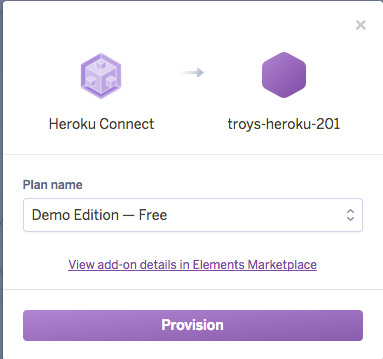 Heroku Connect
troys-heroku-201
Plan name
Demo Edition — Free
View add-on details in Elements Marketplace
Provision